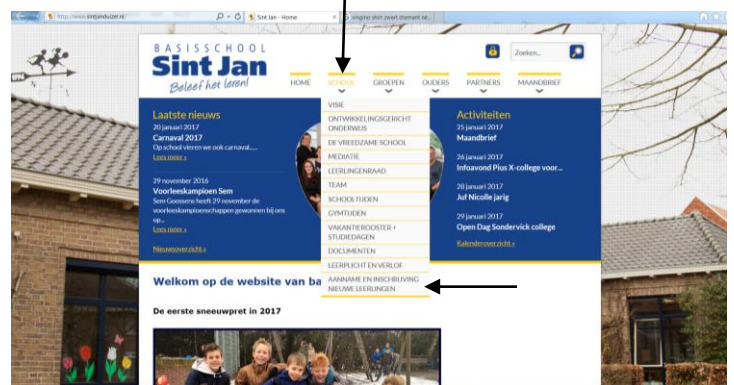 http://www.sintjanduizel.nl/
Sint Jan - Home
BASISSCHOOL
Sint Jan
Beleef het leren!
Zoeken...
HOME
SCHOOL
GROEPEN
OUDERS
PARTNERS
MAANDBRIEF
Laatste nieuws
20 januari 2017
Carnaval 2017
Op school vieren we ook carnaval.....
Lees meer »
29 november 2016
Voorleeskampioen Sem
Sem Goossens heeft 29 november de
voorleeskampioenschappen gewonnen bij ons
op...
Lees meer »
Nieuwsoverzicht »
VISIE
ONTWIKKELINGSGERICHT
ONDERWIJS
DE VREEDZAME SCHOOL
MEDIATIE
LEERLINGENRAAD
TEAM
SCHOOLTIJDEN
GYMTIJDEN
VAKANTIEROOSTER +
STUDIEDAGEN
DOCUMENTEN
LEERPLICHT EN VERLOF
AANNAME EN INSCHRIJVING
NIEUWE LEERLINGEN
Activiteiten
25 januari 2017
Maandbrief
26 januari 2017
Infoavond Pius X-college voor...
28 januari 2017
Juf Nicolle jarig
29 januari 2017
Open Dag Sondervick college
Kalenderoverzicht »
Welkom op de website van ba
De eerste sneeuwpret in 2017